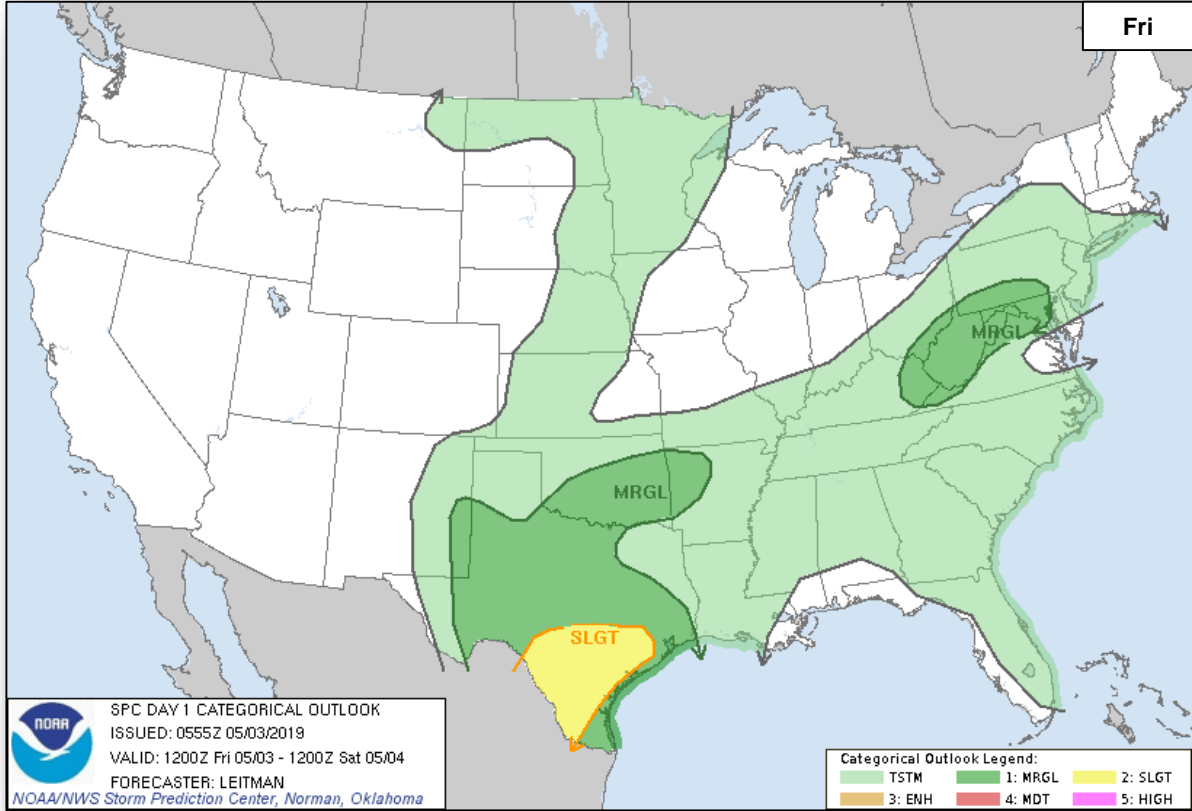 Fri
MRGL
MRGL
SLGT
NOAA
SPC DAY 1 CATEGORICAL OUTLOOK
ISSUED: 0555Z 05/03/2019
VALID: 1200Z Fri 05/03 - 1200Z Sat 05/04
FORECASTER: LEITMAN
NOAA/NWS Storm Prediction Center, Norman, Oklahoma
Categorical Outlook Legend:
TSTM 1: MRGL 2: SLGT
3: ENH 4: MDT 5: HIGH